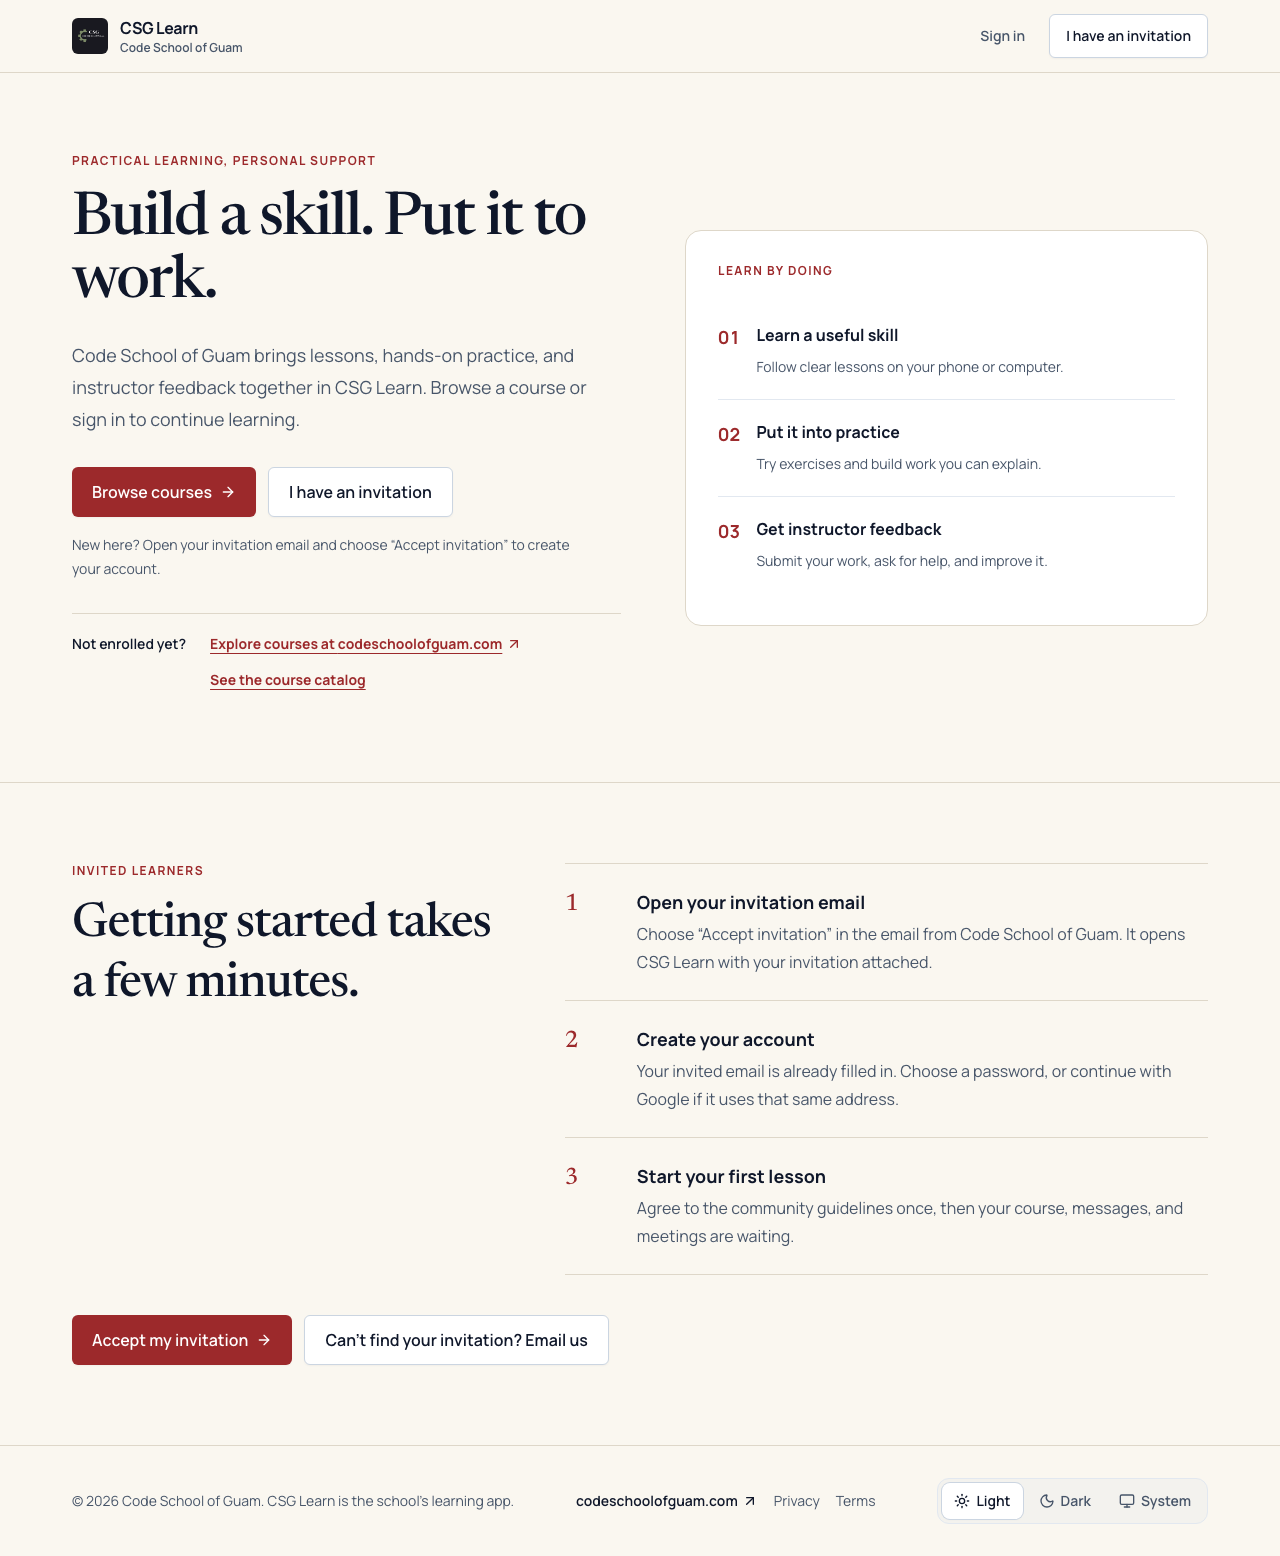 CSG Learn
Code School of Guam
Sign in
I have an invitation
PRACTICAL LEARNING, PERSONAL SUPPORT
Build a skill. Put it to
work.
Code School of Guam brings lessons, hands-on practice, and
instructor feedback together in CSG Learn. Browse a course or
sign in to continue learning.
Browse courses
I have an invitation
New here? Open your invitation email and choose “Accept invitation” to create
your account.
Not enrolled yet?
Explore courses at codeschoolofguam.com
See the course catalog
LEARN BY DOING
01
Learn a useful skill
Follow clear lessons on your phone or computer.
02
Put it into practice
Try exercises and build work you can explain.
03
Get instructor feedback
Submit your work, ask for help, and improve it.
INVITED LEARNERS
Getting started takes
a few minutes.
1
Open your invitation email
Choose “Accept invitation” in the email from Code School of Guam. It opens
CSG Learn with your invitation attached.
2
Create your account
Your invited email is already filled in. Choose a password, or continue with
Google if it uses that same address.
3
Start your first lesson
Agree to the community guidelines once, then your course, messages, and
meetings are waiting.
Accept my invitation
Can’t find your invitation? Email us
© 2026 Code School of Guam. CSG Learn is the school’s learning app.
codeschoolofguam.com
Privacy
Terms
Light
Dark
System